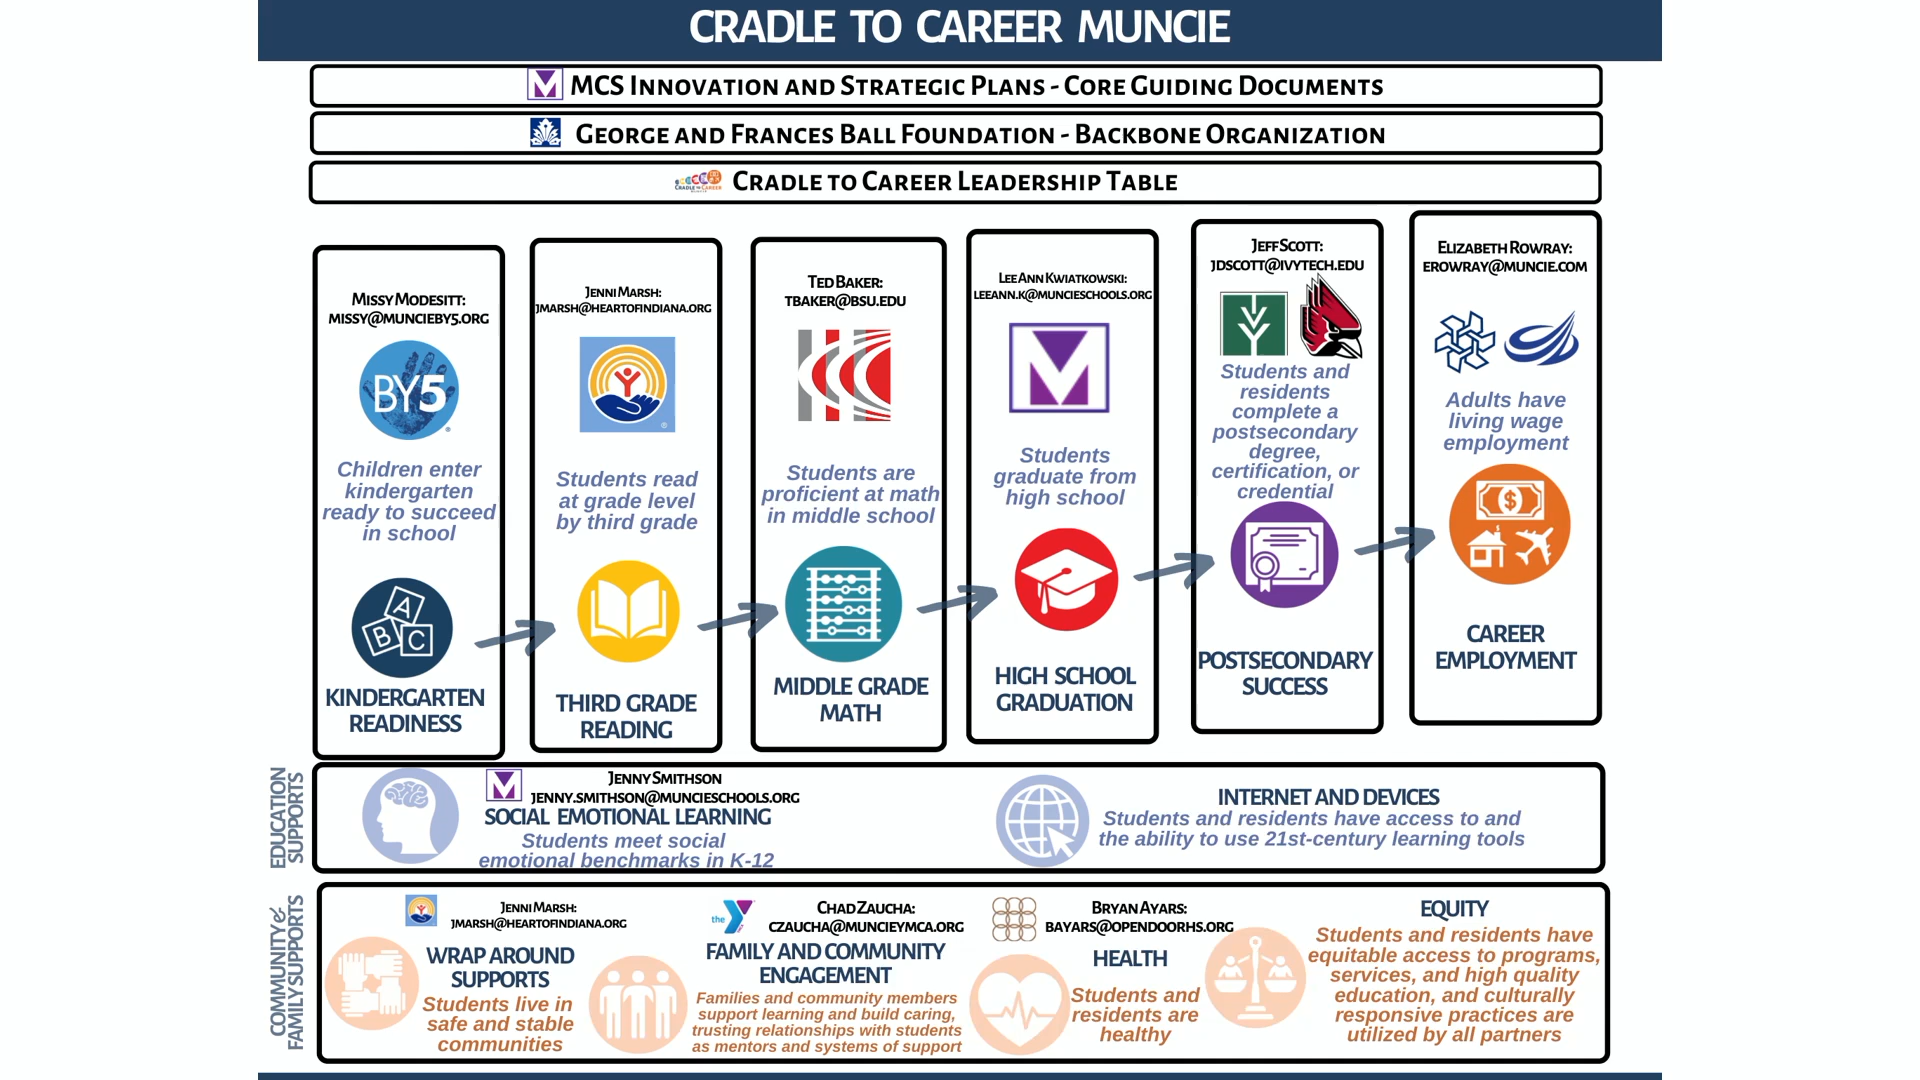 CRADLE TO CAREER MUNCIE
MCS INNOVATION AND STRATEGIC PLANS - CORE GUIDING DOCUMENTS
GEORGE AND FRANCES BALL FOUNDATION - BACKBONE ORGANIZATION
CRADLE TO CAREER
CRADLE TO CAREER LEADERSHIP TABLE
MISSY MODESITT:
MISSY@MUNCIEBY5.ORG
BY5
Children enter
kindergarten
ready to succeed
in school
A
B C
KINDERGARTEN
READINESS
JENNI MARSH:
JMARSH@HEARTOFINDIANA.ORG
Students read
at grade level
by third grade
THIRD GRADE
READING
TED BAKER:
TBAKER@BSU.EDU
Students are
proficient at math
in middle school
MIDDLE GRADE
MATH
LEEANN KWIATKOWSKI:
LEEANN.K@MUNCIESCHOOLS.ORG
M
Students
graduate from
high school
HIGH SCHOOL
GRADUATION
JEFF SCOTT:
JDSCOTT@IVYTECH.EDU
Students and
residents
complete a
postsecondary
degree,
certification, or
credential
POSTSECONDARY
SUCCESS
ELIZABETH ROWRAY:
EROWRAY@MUNCIE.COM
Adults have
living wage
employment
$
CAREER
EMPLOYMENT
EDUCATION
SUPPORTS
M
JENNY SMITHSON
JENNY.SMITHSON@MUNCIESCHOOLS.ORG
SOCIAL EMOTIONAL LEARNING
Students meet social
emotional benchmarks in K-12
INTERNET AND DEVICES
Students and residents have access to and
the ability to use 21st-century learning tools
COMMUNITY &
FAMILY SUPPORTS
JENNI MARSH:
JMARSH@HEARTOFINDIANA.ORG
WRAP AROUND
SUPPORTS
Students live in
safe and stable
communities
the Y
CHAD ZAUCHA:
CZAUCHA@MUNCIEYMCA.ORG
FAMILY AND COMMUNITY
ENGAGEMENT
Families and community members
support learning and build caring,
trusting relationships with students
as mentors and systems of support
BRYAN AYARS:
BAYARS@OPENDOORHS.ORG
HEALTH
Students and
residents are
healthy
EQUITY
Students and residents have
equitable access to programs,
services, and high quality
education, and culturally
responsive practices are
utilized by all partners